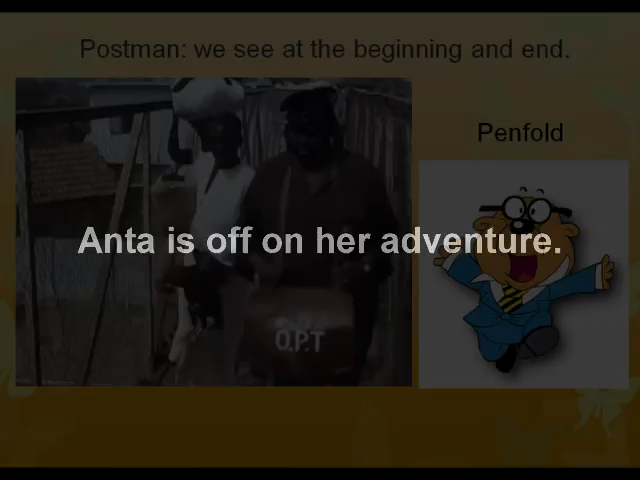 Postman: we see at the beginning and end.
Penfold
Anta is off on her adventure.
O.P.T